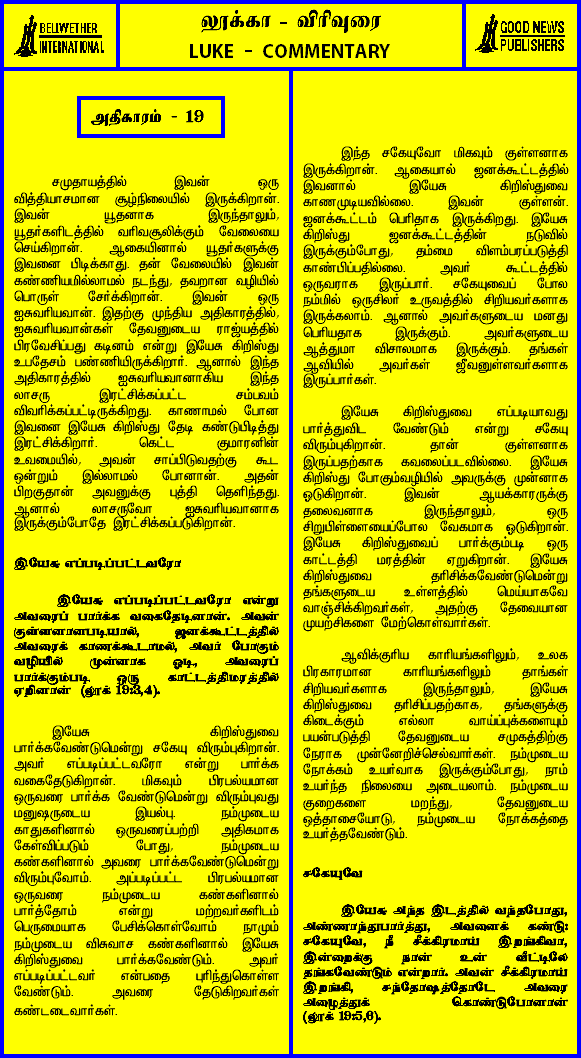 BELWETHER
INTERNATIONAL
லூக்கா - விரிவுரை
LUKE - COMMENTARY
GOOD NEWS
PUBLISHERS
அதிகாரம் - 19
சமுதாயத்தில் இவன் ஒரு
வித்தியாசமான சூழ்நிலையில் இருக்கிறான்.
இவன் யூதனாக இருந்தாலும்,
யூதர்களிடத்தில் வரிவசூலிக்கும் வேலையை
செய்கிறான். ஆகையினால் யூதர்களுக்கு
இவனை பிடிக்காது. தன் வேலையில் இவன்
கண்ணியமில்லாமல் நடந்து, தவறான வழியில்
பொருள் சேர்க்கிறான். இவன் ஒரு
ஐசுவரியவான். இதற்கு முந்திய அதிகாரத்தில்,
ஐசுவரியவான்கள் தேவனுடைய ராஜ்யத்தில்
பிரவேசிப்பது கடினம் என்று இயேசு கிறிஸ்து
உபதேசம் பண்ணியிருக்கிறார். ஆனால் இந்த
அதிகாரத்தில் ஐசுவரியவானாகிய இந்த
லாசரு இரட்சிக்கப்பட்ட சம்பவம்
விவரிக்கப்பட்டிருக்கிறது. காணாமல் போன
இவனை இயேசு கிறிஸ்து தேடி கண்டுபிடித்து
இரட்சிக்கிறார். கெட்ட குமாரனின்
உவமையில், அவன் சாப்பிடுவதற்கு கூட
ஒன்றும் இல்லாமல் போனான். அதன்
பிறகுதான் அவனுக்கு புத்தி தெளிந்தது.
ஆனால் லாசருவோ ஐசுவரியவானாக
இருக்கும்போதே இரட்சிக்கப்படுகிறான்.
இயேசு எப்படிப்பட்டவரோ
இயேசு எப்படிப்பட்டவரோ என்று
அவரைப் பார்க்க வகைதேடினான். அவன்
குள்ளனானபடியால், ஜனக்கூட்டத்தில்
அவரைக் காணக்கூடாமல், அவர் போகும்
வழியில் முன்னாக ஓடி, அவரைப்
பார்க்கும்படி ஒரு காட்டத்திமரத்தில்
ஏறினான் (லூக் 19:3,4).
இயேசு கிறிஸ்துவை
பார்க்கவேண்டுமென்று சகேயு விரும்புகிறான்.
அவர் எப்படிப்பட்டவரோ என்று பார்க்க
வகைதேடுகிறான். மிகவும் பிரபல்யமான
ஒருவரை பார்க்க வேண்டுமென்று விரும்புவது
மனுஷருடைய இயல்பு. நம்முடைய
காதுகளினால் ஒருவரைப்பற்றி அதிகமாக
கேள்விப்படும் போது, நம்முடைய
கண்களினால் அவரை பார்க்கவேண்டுமென்று
விரும்புவோம். அப்படிப்பட்ட பிரபல்யமான
ஒருவரை நம்முடைய கண்களினால்
பார்த்தோம் என்று மற்றவர்களிடம்
பெருமையாக பேசிக்கொள்வோம் நாமும்
நம்முடைய விசுவாச கண்களினால் இயேசு
கிறிஸ்துவை பார்க்கவேண்டும். அவர்
எப்படிப்பட்டவர் என்பதை புரிந்துகொள்ள
வேண்டும். அவரை தேடுகிறவர்கள்
கண்டடைவார்கள்.
இந்த சகேயுவோ மிகவும் குள்ளனாக
இருக்கிறான். ஆகையால் ஜனக்கூட்டத்தில்
இவனால் இயேசு கிறிஸ்துவை
காணமுடியவில்லை. இவன் குள்ளன்.
ஜனக்கூட்டம் பெரிதாக இருக்கிறது. இயேசு
கிறிஸ்து ஜனக்கூட்டத்தின் நடுவில்
இருக்கும்போது, தம்மை விளம்பரப்படுத்தி
காண்பிப்பதில்லை. அவர் கூட்டத்தில்
ஒருவராக இருப்பார். சகேயுவைப் போல
நம்மில் ஒருசிலர் உருவத்தில் சிறியவர்களாக
இருக்கலாம். ஆனால் அவர்களுடைய மனது
பெரியதாக இருக்கும். அவர்களுடைய
ஆத்துமா விசாலமாக இருக்கும். தங்கள்
ஆவியில் அவர்கள் ஜீவனுள்ளவர்களாக
இருப்பார்கள்.
இயேசு கிறிஸ்துவை எப்படியாவது
பார்த்துவிட வேண்டும் என்று சகேயு
விரும்புகிறான். தான் குள்ளனாக
இருப்பதற்காக கவலைப்படவில்லை. இயேசு
கிறிஸ்து போகும்வழியில் அவருக்கு முன்னாக
ஓடுகிறான். இவன் ஆயக்காரருக்கு
தலைவனாக இருந்தாலும், ஒரு
சிறுபிள்ளையைப்போல வேகமாக ஓடுகிறான்.
இயேசு கிறிஸ்துவைப் பார்க்கும்படி ஒரு
காட்டத்தி மரத்தின் ஏறுகிறான். இயேசு
கிறிஸ்துவை தரிசிக்கவேண்டுமென்று
தங்களுடைய உள்ளத்தில் மெய்யாகவே
வாஞ்சிக்கிறவர்கள், அதற்கு தேவையான
முயற்சிகளை மேற்கொள்வார்கள்.
ஆவிக்குரிய காரியங்களிலும், உலக
பிரகாரமான காரியங்களிலும் தாங்கள்
சிறியவர்களாக இருந்தாலும், இயேசு
கிறிஸ்துவை தரிசிப்பதற்காக, தங்களுக்கு
கிடைக்கும் எல்லா வாய்ப்புக்களையும்
பயன்படுத்தி தேவனுடைய சமுகத்திற்கு
நேராக முன்னேறிச்செல்வார்கள். நம்முடைய
நோக்கம் உயர்வாக இருக்கும்போது, நாம்
உயர்ந்த நிலையை அடையலாம். நம்முடைய
குறைகளை மறந்து, தேவனுடைய
ஒத்தாசையோடு, நம்முடைய நோக்கத்தை
உயர்த்தவேண்டும்.
சகேயுவே
இயேசு அந்த இடத்தில் வந்தபோது,
அண்ணாந்துபார்த்து, அவனைக் கண்டு:
சகேயுவே, நீ சீக்கிரமாய் இறங்கிவா,
இன்றைக்கு நான் உன் வீட்டிலே
தங்கவேண்டும் என்றார். அவன் சீக்கிரமாய்
இறங்கி, சந்தோஷத்தோடே அவரை
அழைத்துக் கொண்டுபோனான்
(லூக் 19:5,6).